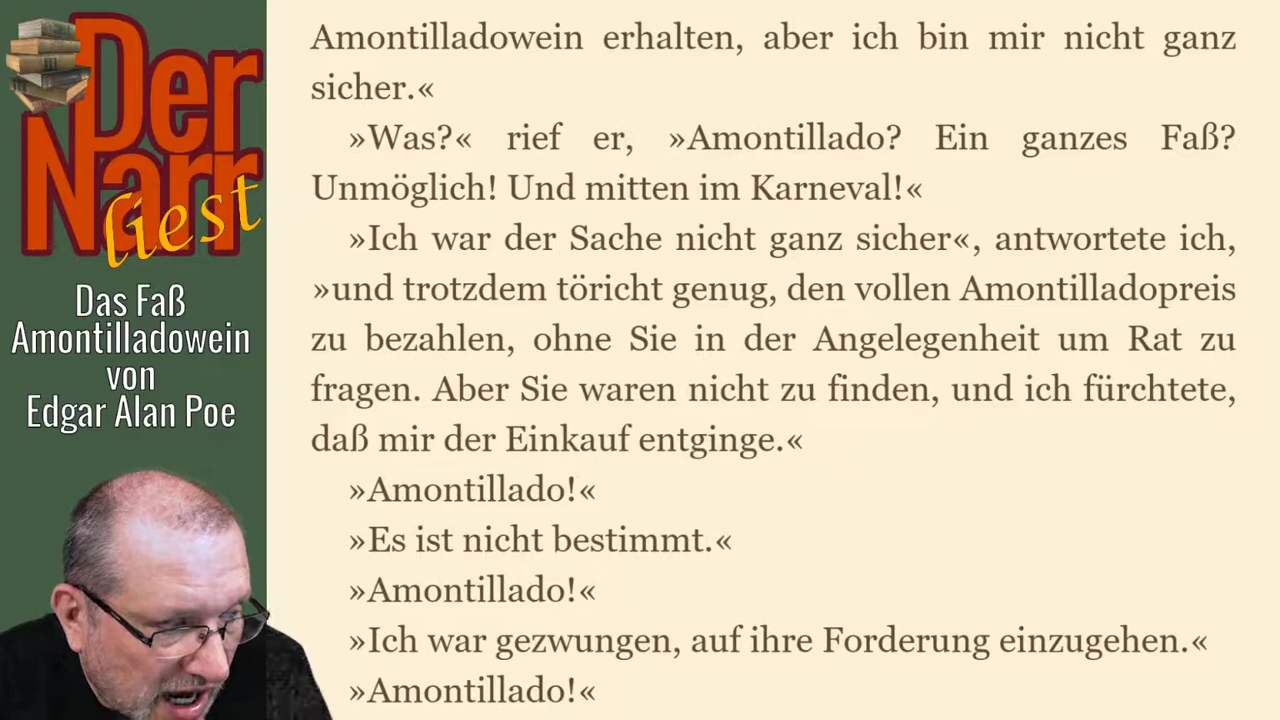 Der
Narr
liest
Das Faß
Amontilladowein
von
Edgar Alan Poe
Amontilladowein erhalten, aber ich bin mir nicht ganz
sicher.«
»Was?« rief er, »Amontillado? Ein ganzes Faß?
Unmöglich! Und mitten im Karneval!«
»Ich war der Sache nicht ganz sicher«, antwortete ich,
»und trotzdem töricht genug, den vollen Amontilladopreis
zu bezahlen, ohne Sie in der Angelegenheit um Rat zu
fragen. Aber Sie waren nicht zu finden, und ich fürchtete,
daß mir der Einkauf entginge.«
»Amontillado!«
»Es ist nicht bestimmt.«
»Amontillado!«
»Ich war gezwungen, auf ihre Forderung einzugehen.«
»Amontillado!«